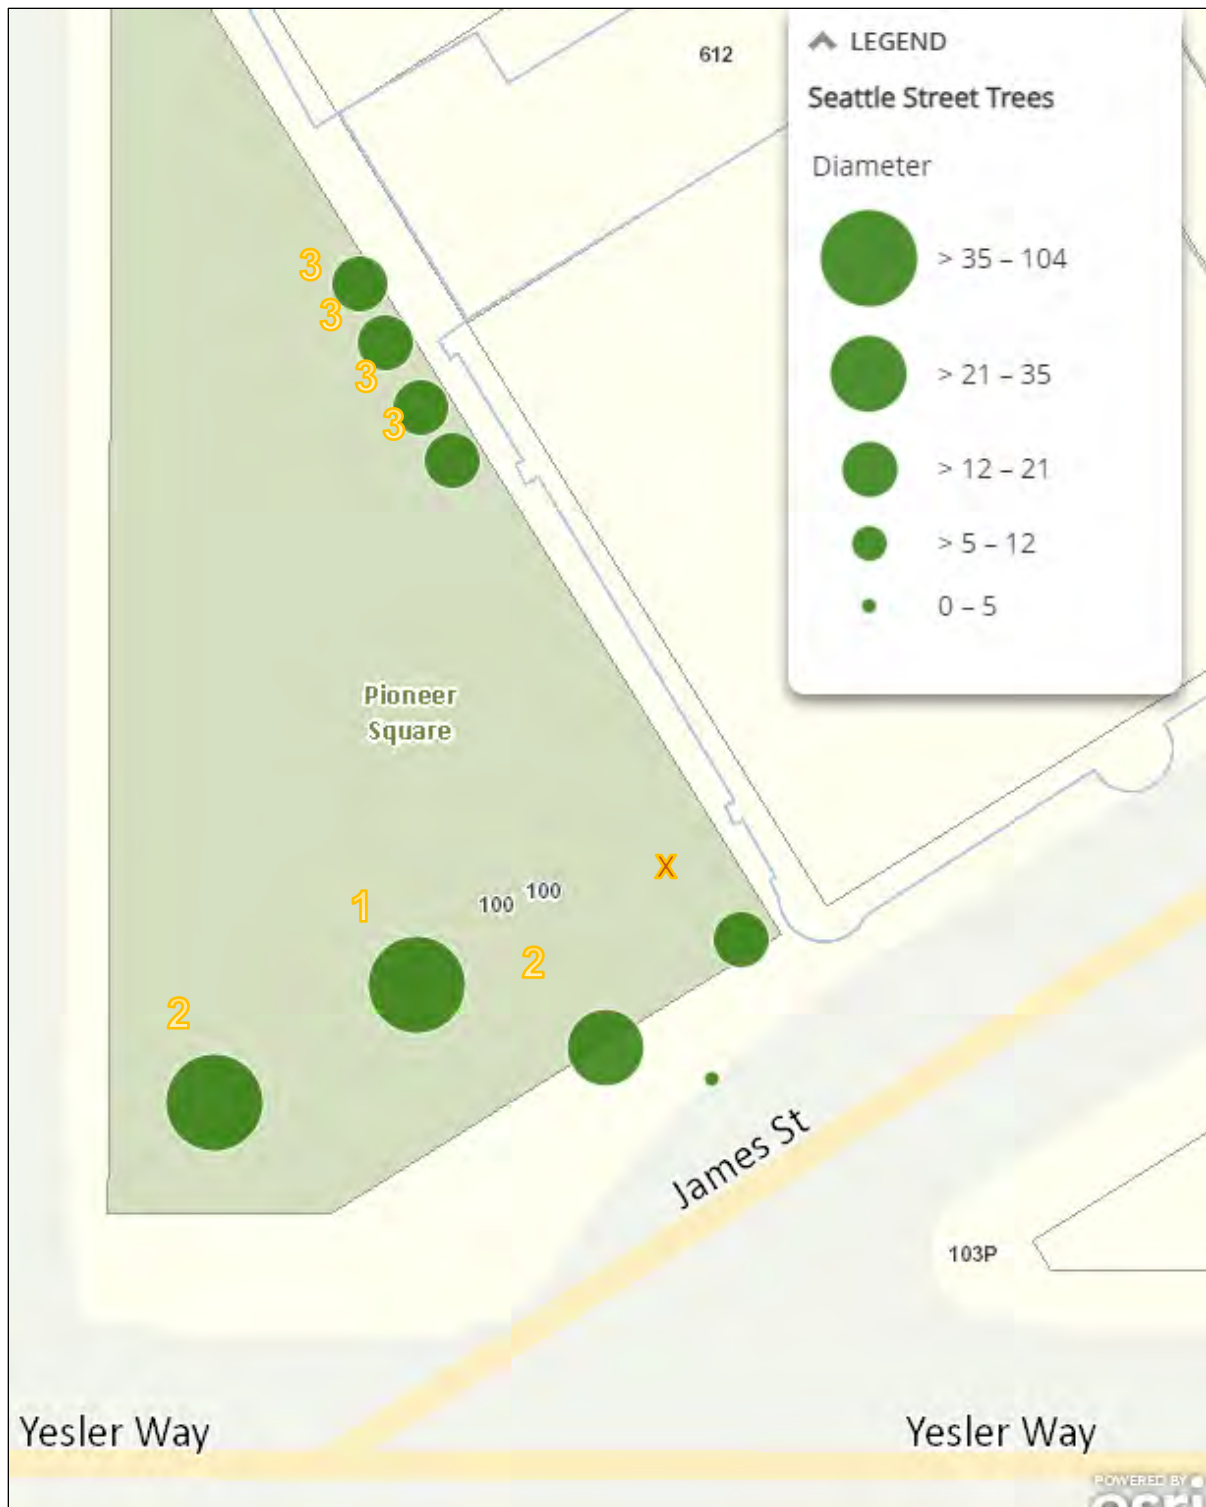 612
LEGEND
Seattle Street Trees
Diameter
> 35 – 104
> 21 – 35
> 12 – 21
> 5 – 12
0 – 5
3
3
3
3
Pioneer
Square
X
1
100
100
2
2
James St
103P
Yesler Way
Yesler Way
POWERED BY
esri